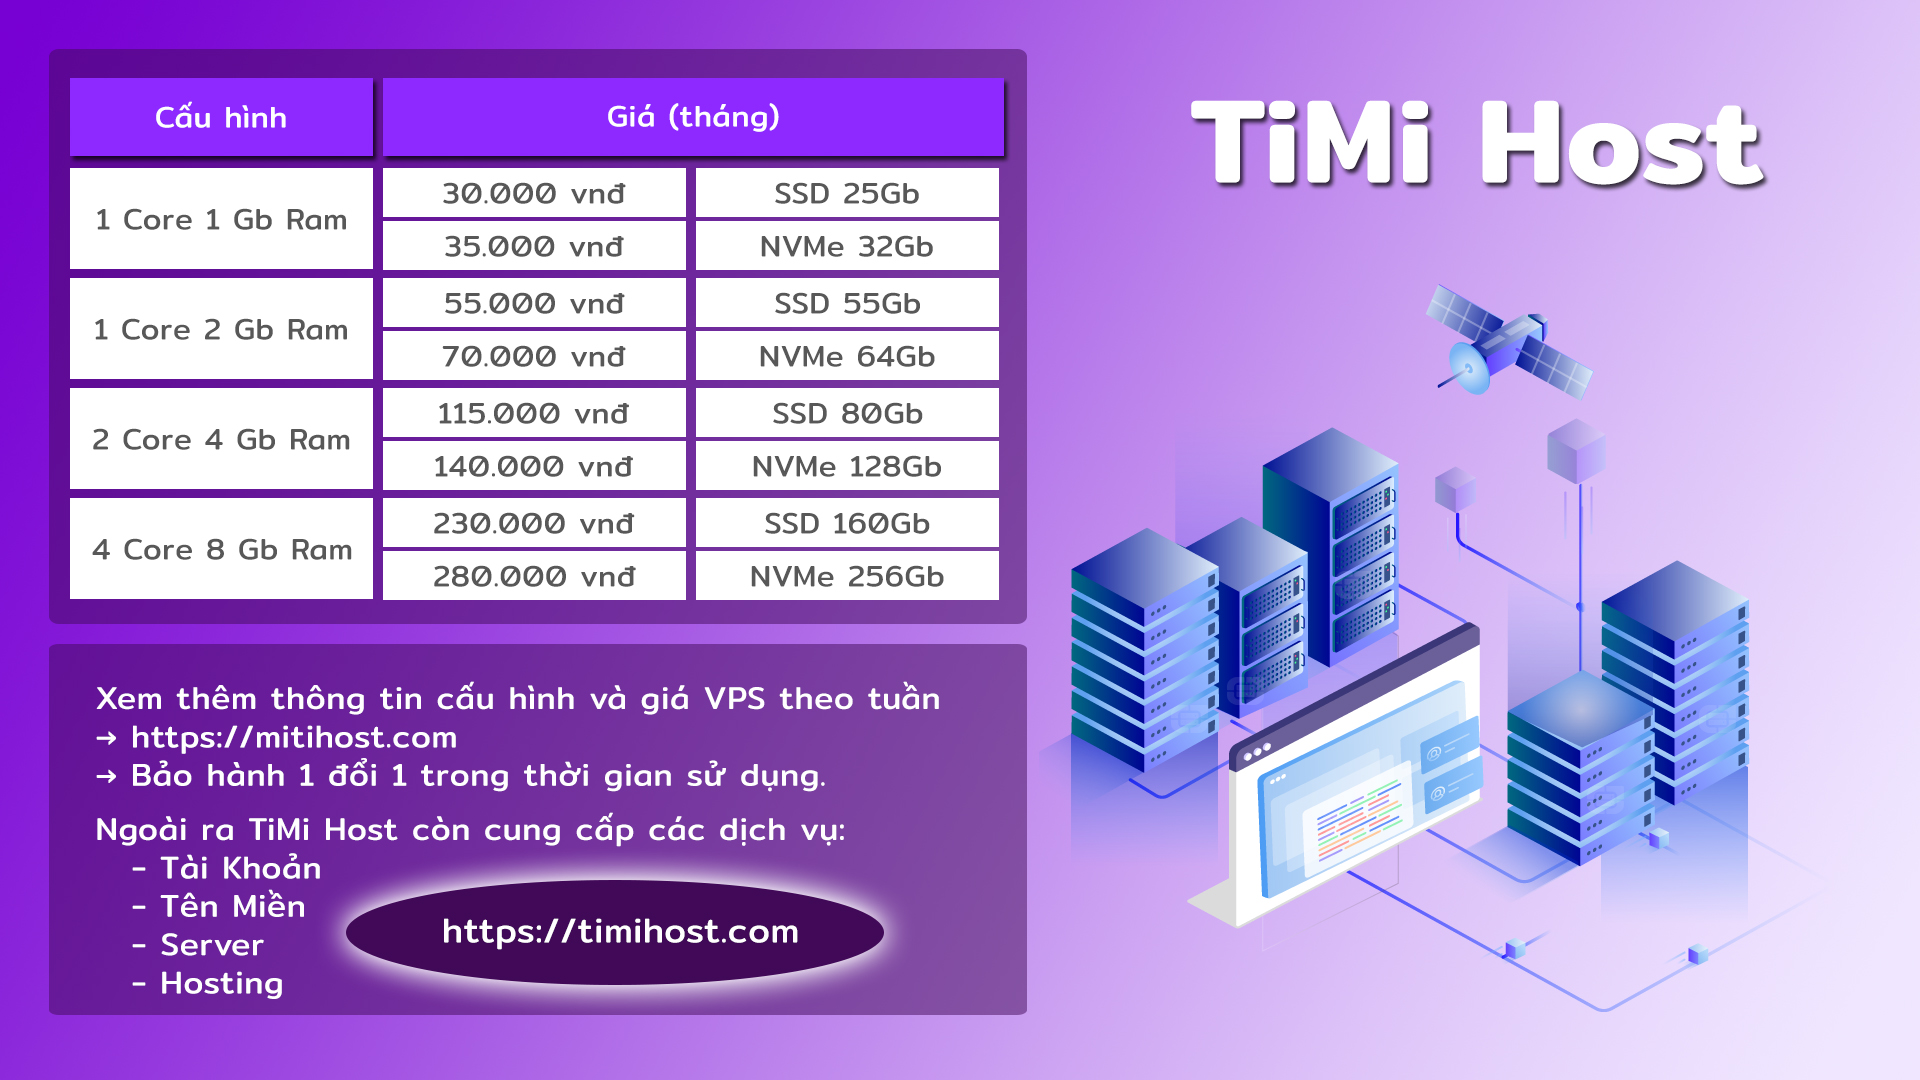 TiMi Host
Cấu hình
Giá (tháng)
1 Core 1 Gb Ram
30.000 vnđ
SSD 25Gb
35.000 vnđ
NVMe 32Gb
1 Core 2 Gb Ram
55.000 vnđ
SSD 55Gb
70.000 vnđ
NVMe 64Gb
2 Core 4 Gb Ram
115.000 vnđ
SSD 80Gb
140.000 vnđ
NVMe 128Gb
4 Core 8 Gb Ram
230.000 vnđ
SSD 160Gb
280.000 vnđ
NVMe 256Gb
Xem thêm thông tin cấu hình và giá VPS theo tuần
→ https://mitihost.com
→ Bảo hành 1 đổi 1 trong thời gian sử dụng.
Ngoài ra TiMi Host còn cung cấp các dịch vụ:
- Tài Khoản
- Tên Miền
- Server
- Hosting
https://timihost.com